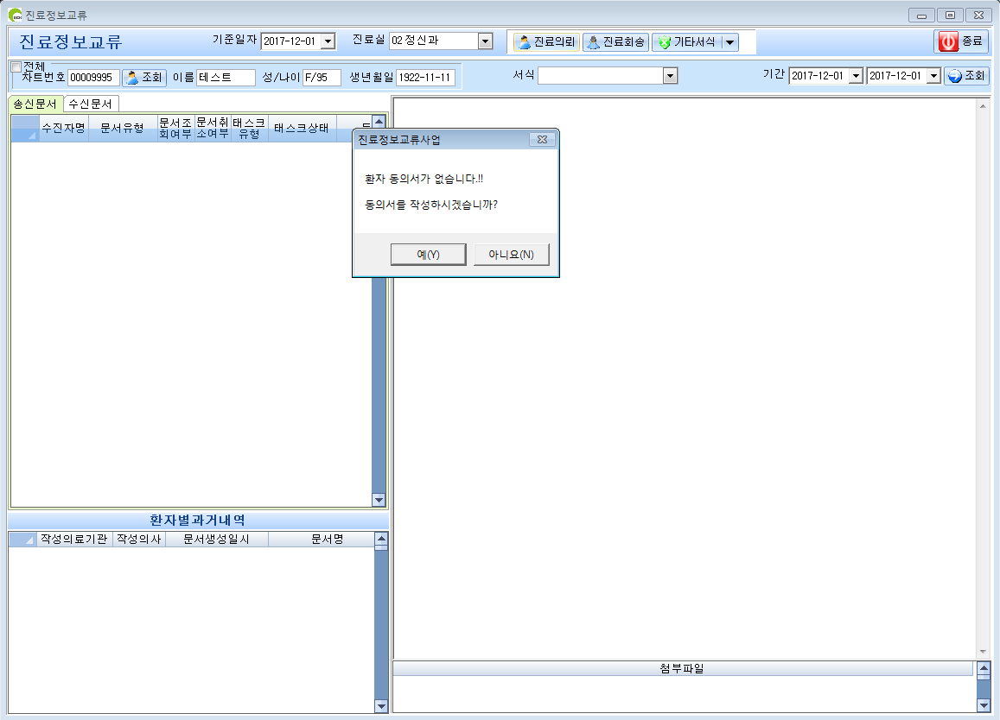 진료정보교류
진료정보교류
기준일자 2017-12-01
진료실 02 정신과
진료의뢰
진료회송
기타서식
종료
전체
차트번호 00009995
조회
이름 테스트
성/나이 F/95
생년월일 1922-11-11
서식
기간 2017-12-01 2017-12-01
조회
송신문서 수신문서
수진자명
문서유형
문서조
회여부
문서취
소여부
태스크
유형
태스크상태
진료정보교류사업
환자 동의서가 없습니다.!!
동의서를 작성하시겠습니까?
예(Y)
아니요(N)
환자별과거내역
작성의료기관 작성의사 문서생성일시 문서명
첨부파일